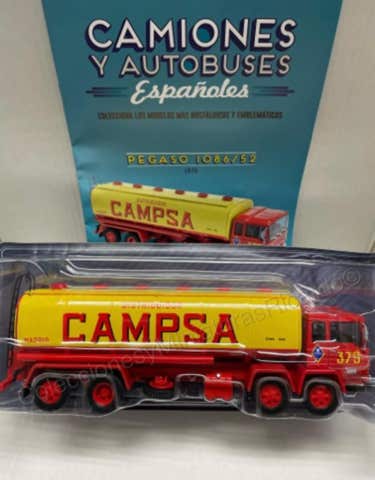 CAMIONES
Y AUTOBUSES
Españoles
COLECCIONA LOS MODELOS MÁS NOSTÁLGICOS Y EMBLEMÁTICOS
PEGASO 1086/52
CAMPSA
CAMPSA
379